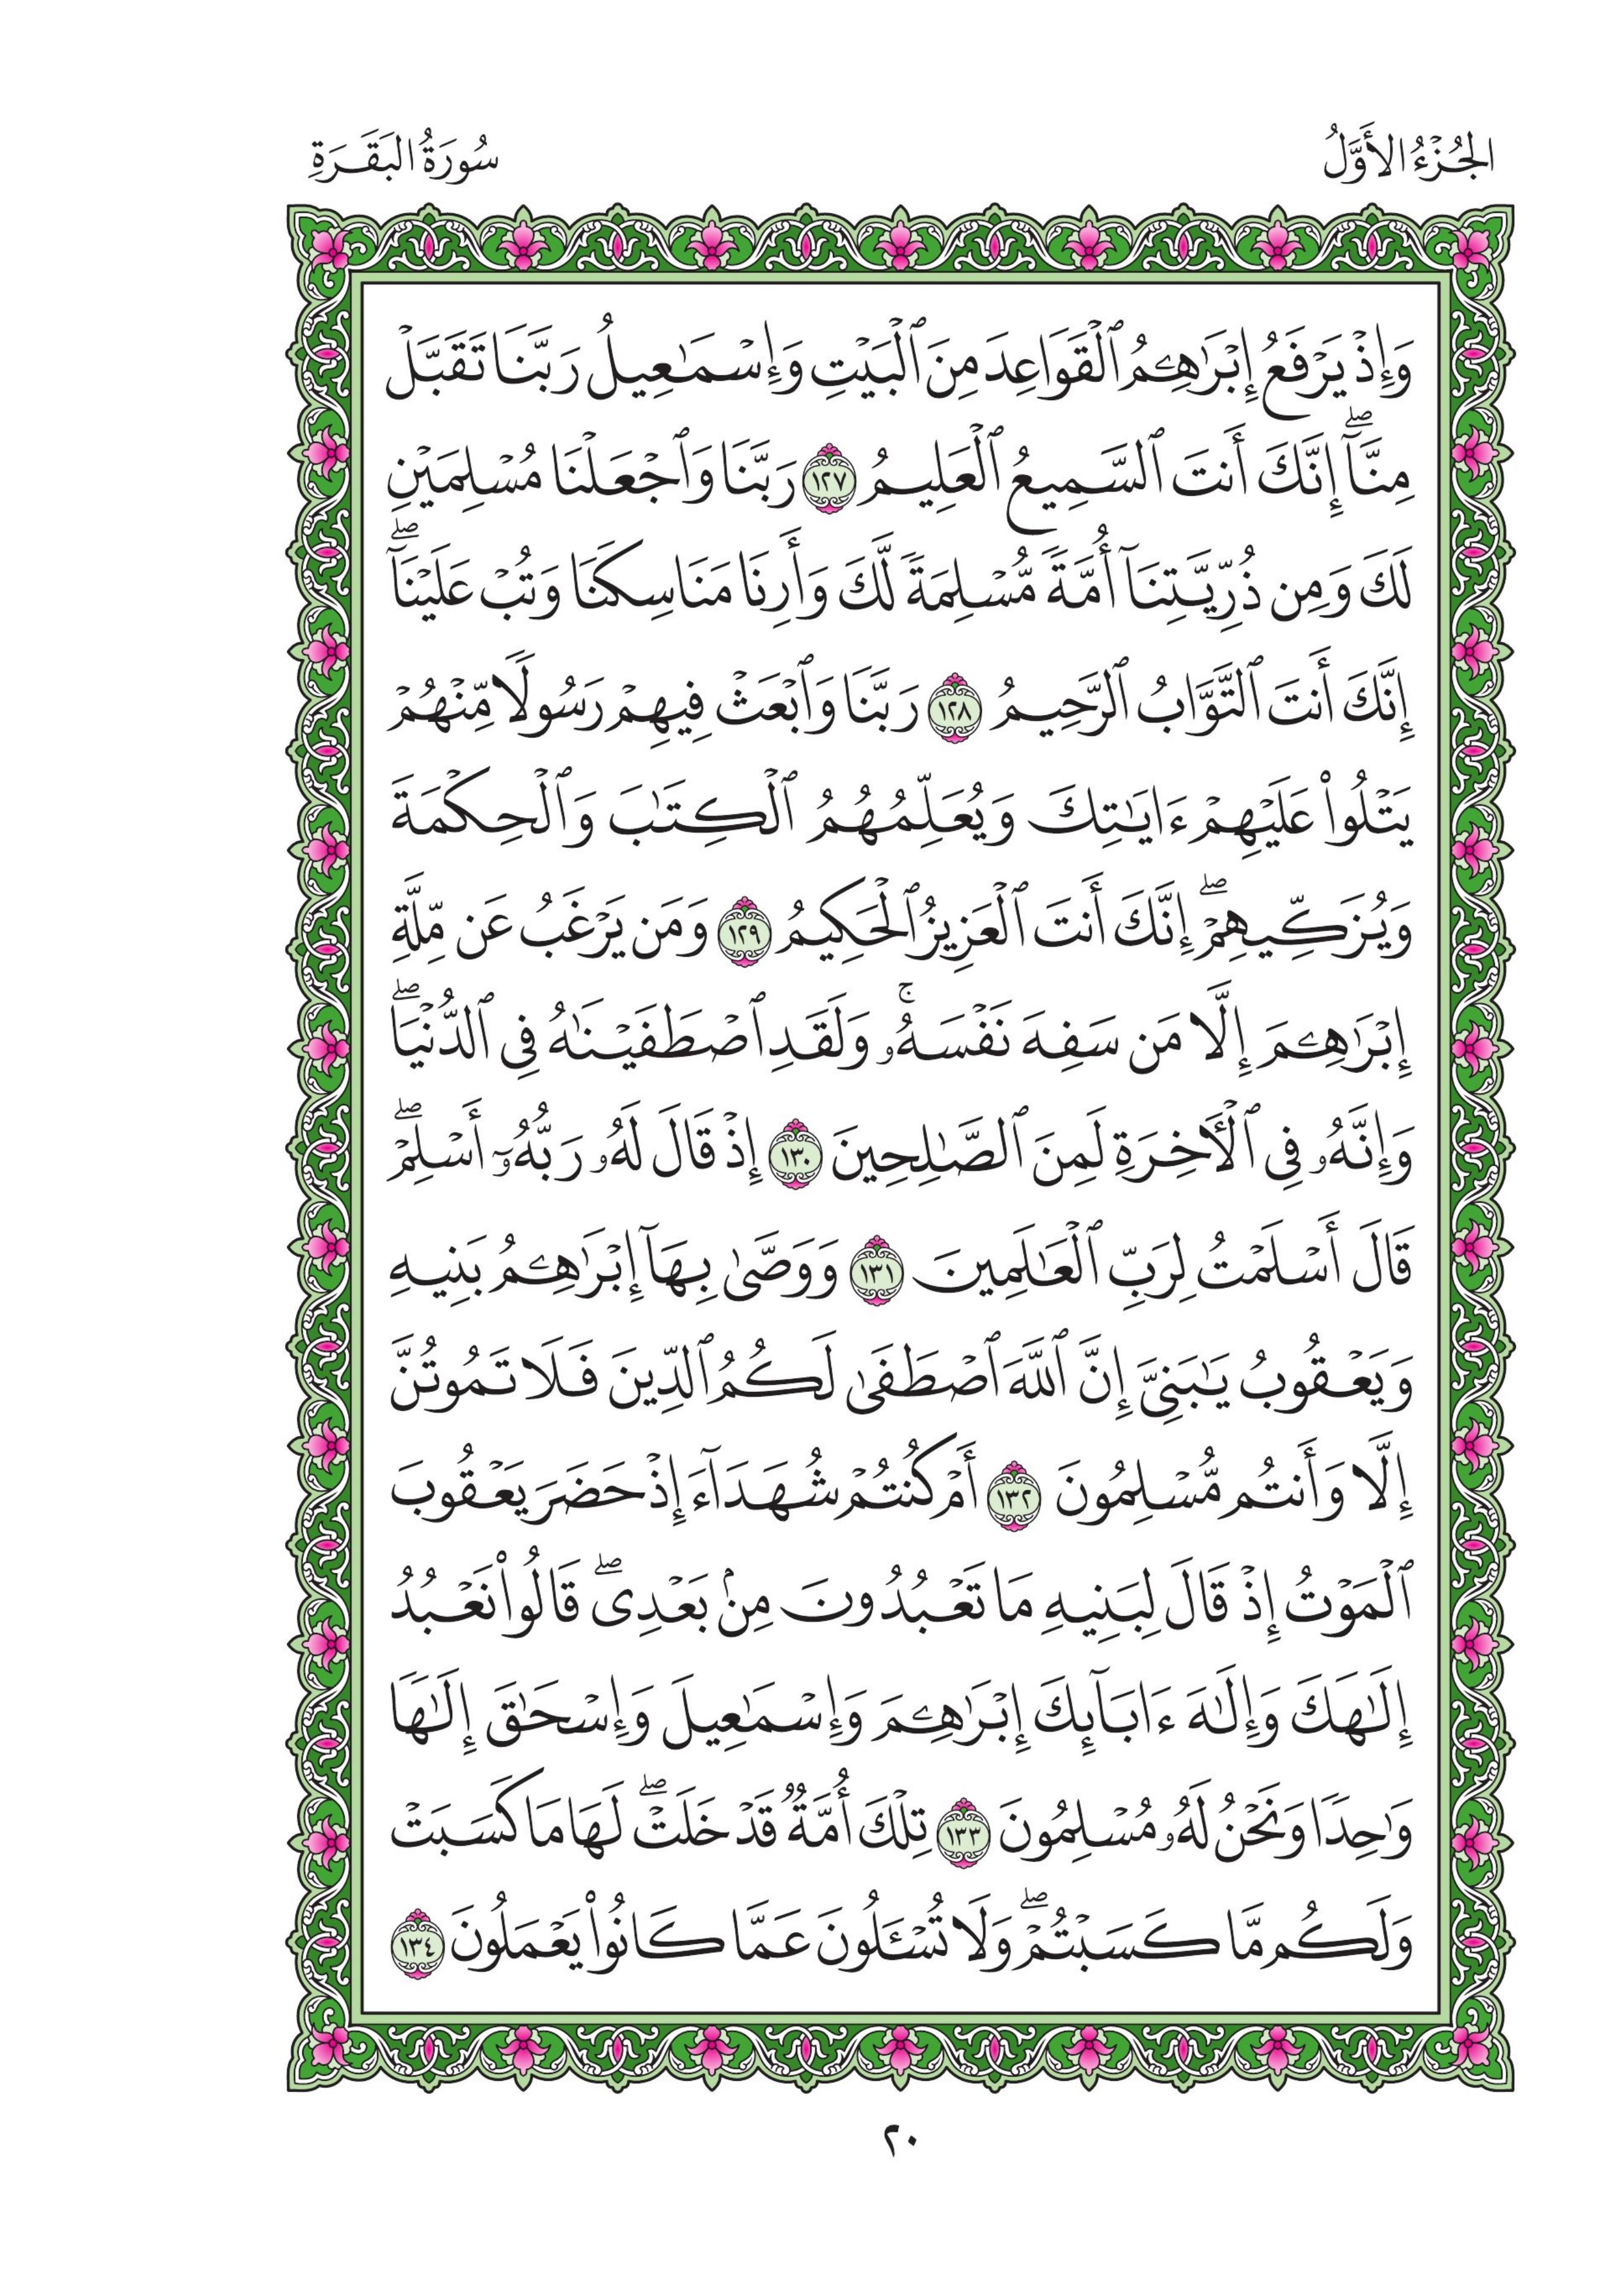 الجُزْءُ الأَوَّلُ
سُورَةُ البَقَرَةِ
وَإِذْ يَرْفَعُ إِبْرَٰهِـۧمُ ٱلْقَوَاعِدَ مِنَ ٱلْبَيْتِ وَإِسْمَـٰعِيلُ رَبَّنَا تَقَبَّلْ
مِنَّآ ۖ إِنَّكَ أَنتَ ٱلسَّمِيعُ ٱلْعَلِيمُ ١٢٧ رَبَّنَا وَٱجْعَلْنَا مُسْلِمَيْنِ
لَكَ وَمِن ذُرِّيَّتِنَآ أُمَّةً مُّسْلِمَةً لَّكَ وَأَرِنَا مَنَاسِكَنَا وَتُبْ عَلَيْنَآ ۖ
إِنَّكَ أَنتَ ٱلتَّوَّابُ ٱلرَّحِيمُ ١٢٨ رَبَّنَا وَٱبْعَثْ فِيهِمْ رَسُولًا مِّنْهُمْ
يَتْلُوا۟ عَلَيْهِمْ ءَايَـٰتِكَ وَيُعَلِّمُهُمُ ٱلْكِتَـٰبَ وَٱلْحِكْمَةَ
وَيُزَكِّيهِمْ ۖ إِنَّكَ أَنتَ ٱلْعَزِيزُ ٱلْحَكِيمُ ١٢٩ وَمَن يَرْغَبُ عَن مِّلَّةِ
إِبْرَٰهِـۧمَ إِلَّا مَن سَفِهَ نَفْسَهُۥ ۚ وَلَقَدِ ٱصْطَفَيْنَـٰهُ فِى ٱلدُّنْيَا ۖ
وَإِنَّهُۥ فِى ٱلْـَٔاخِرَةِ لَمِنَ ٱلصَّـٰلِحِينَ ١٣٠ إِذْ قَالَ لَهُۥ رَبُّهُۥٓ أَسْلِمْ ۖ
قَالَ أَسْلَمْتُ لِرَبِّ ٱلْعَـٰلَمِينَ ١٣١ وَوَصَّىٰ بِهَآ إِبْرَٰهِـۧمُ بَنِيهِ
وَيَعْقُوبُ يَـٰبَنِىَّ إِنَّ ٱللَّهَ ٱصْطَفَىٰ لَكُمُ ٱلدِّينَ فَلَا تَمُوتُنَّ
إِلَّا وَأَنتُم مُّسْلِمُونَ ١٣٢ أَمْ كُنتُمْ شُهَدَآءَ إِذْ حَضَرَ يَعْقُوبَ
ٱلْمَوْتُ إِذْ قَالَ لِبَنِيهِ مَا تَعْبُدُونَ مِنۢ بَعْدِى ۖ قَالُوا۟ نَعْبُدُ
إِلَـٰهَكَ وَإِلَـٰهَ ءَابَآئِكَ إِبْرَٰهِـۧمَ وَإِسْمَـٰعِيلَ وَإِسْحَـٰقَ إِلَـٰهًا
وَٰحِدًا وَنَحْنُ لَهُۥ مُسْلِمُونَ ١٣٣ تِلْكَ أُمَّةٌ قَدْ خَلَتْ ۖ لَهَا مَا كَسَبَتْ
وَلَكُم مَّا كَسَبْتُمْ ۖ وَلَا تُسْـَٔلُونَ عَمَّا كَانُوا۟ يَعْمَلُونَ ١٣٤
٢٠